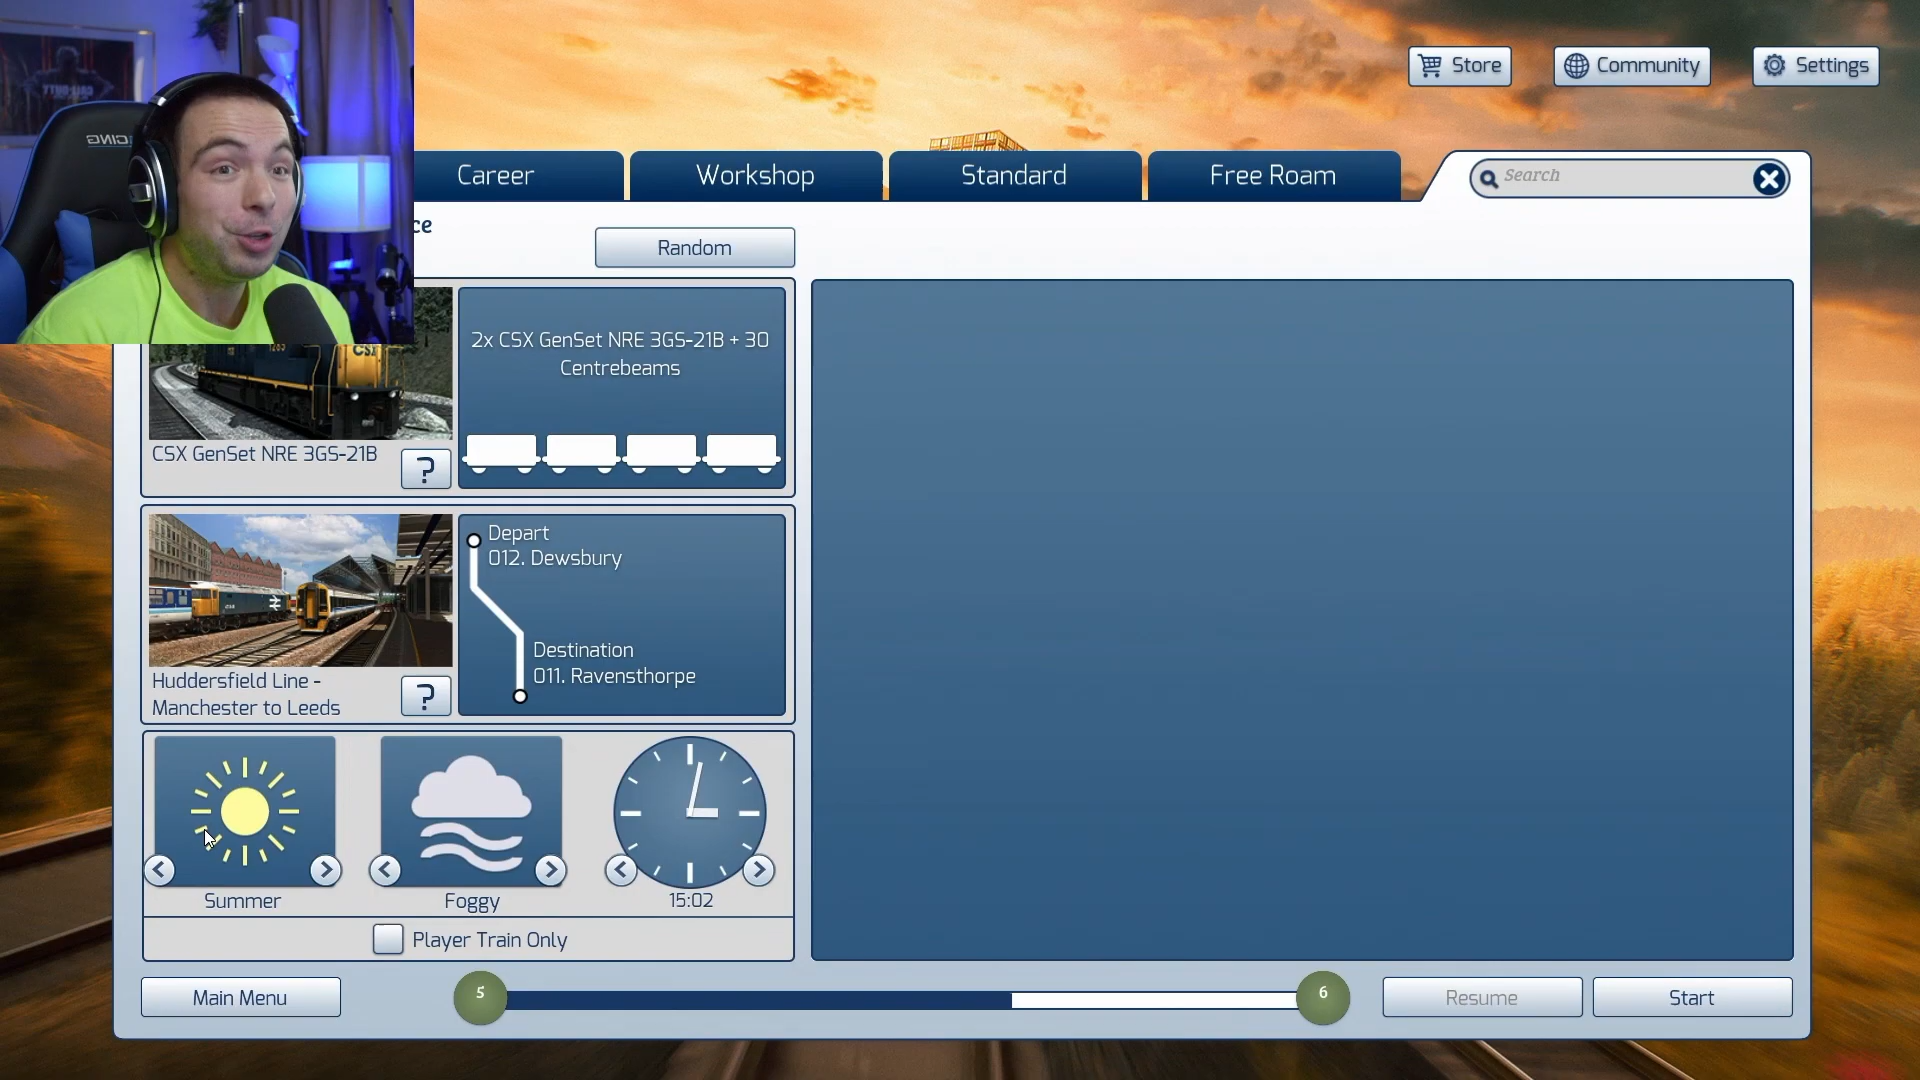 Store
Community
Settings
Career
Workshop
Standard
Free Roam
Search
ce
Random
2x CSX GenSet NRE 3GS-21B + 30
Centrebeams
CSX GenSet NRE 3GS-21B
?
Depart
012. Dewsbury
Destination
011. Ravensthorpe
Huddersfield Line -
Manchester to Leeds
?
Summer
Foggy
15:02
Player Train Only
Main Menu
5
6
Resume
Start